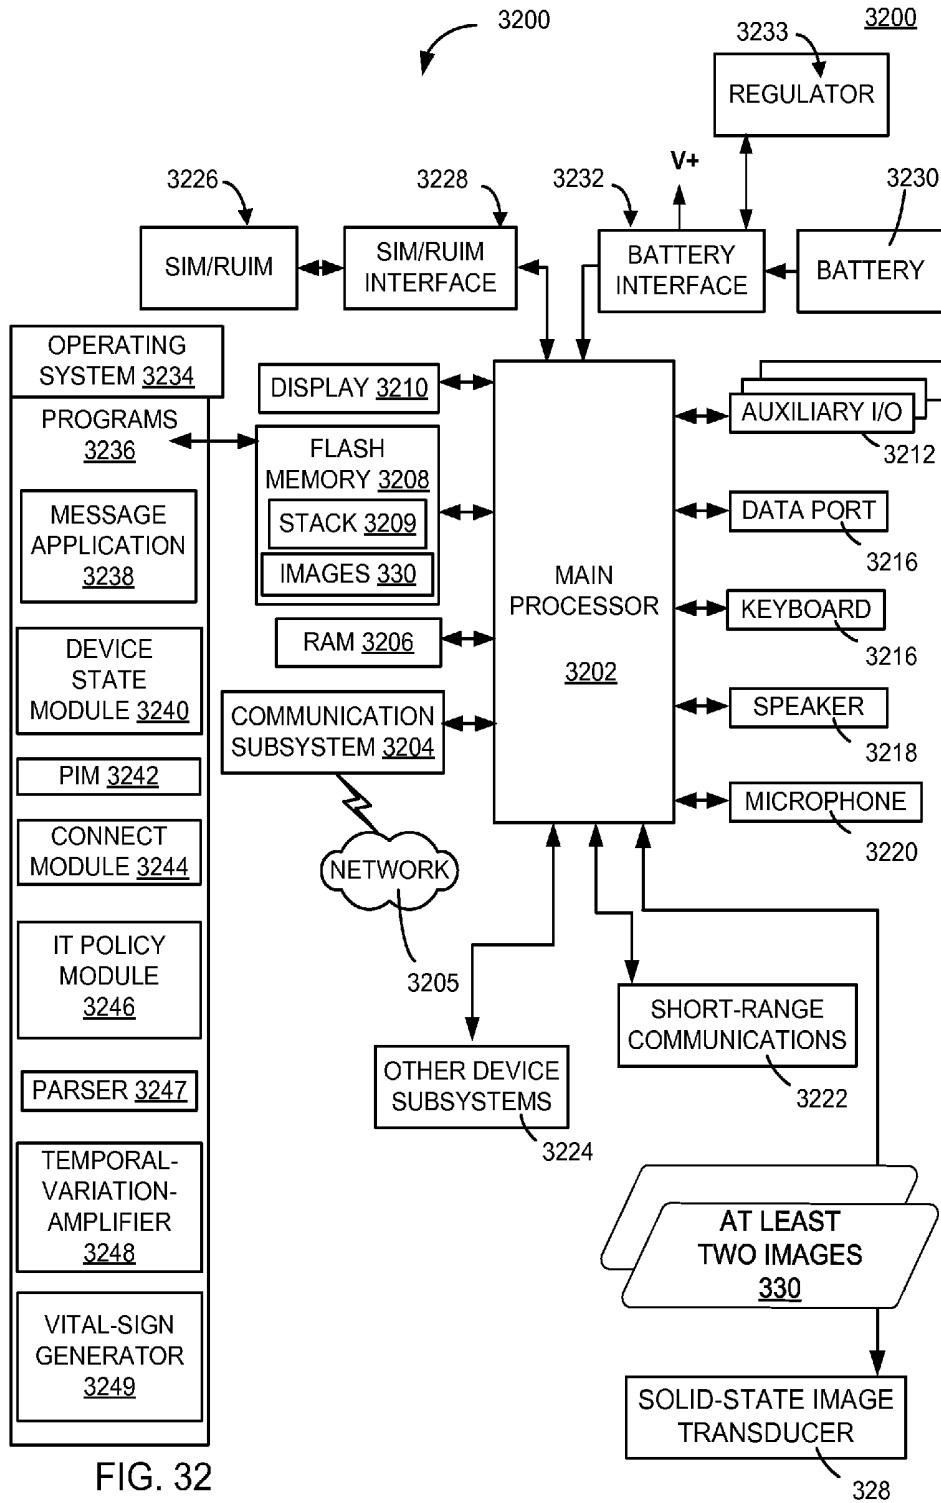 3200
3200
3233
REGULATOR
V+
3226
3228
3232
3230
SIM/RUIM
SIM/RUIM
INTERFACE
BATTERY
INTERFACE
BATTERY
OPERATING
SYSTEM 3234
PROGRAMS
3236
MESSAGE
APPLICATION
3238
DEVICE
STATE
MODULE 3240
PIM 3242
CONNECT
MODULE 3244
IT POLICY
MODULE
3246
PARSER 3247
TEMPORAL-
VARIATION-
AMPLIFIER
3248
VITAL-SIGN
GENERATOR
3249
DISPLAY 3210
FLASH
MEMORY 3208
STACK 3209
IMAGES 330
RAM 3206
COMMUNICATION
SUBSYSTEM 3204
NETWORK
3205
MAIN
PROCESSOR
3202
AUXILIARY I/O
3212
DATA PORT
3216
KEYBOARD
3216
SPEAKER
3218
MICROPHONE
3220
SHORT-RANGE
COMMUNICATIONS
3222
OTHER DEVICE
SUBSYSTEMS
3224
AT LEAST
TWO IMAGES
330
SOLID-STATE IMAGE
TRANSDUCER
328
FIG. 32